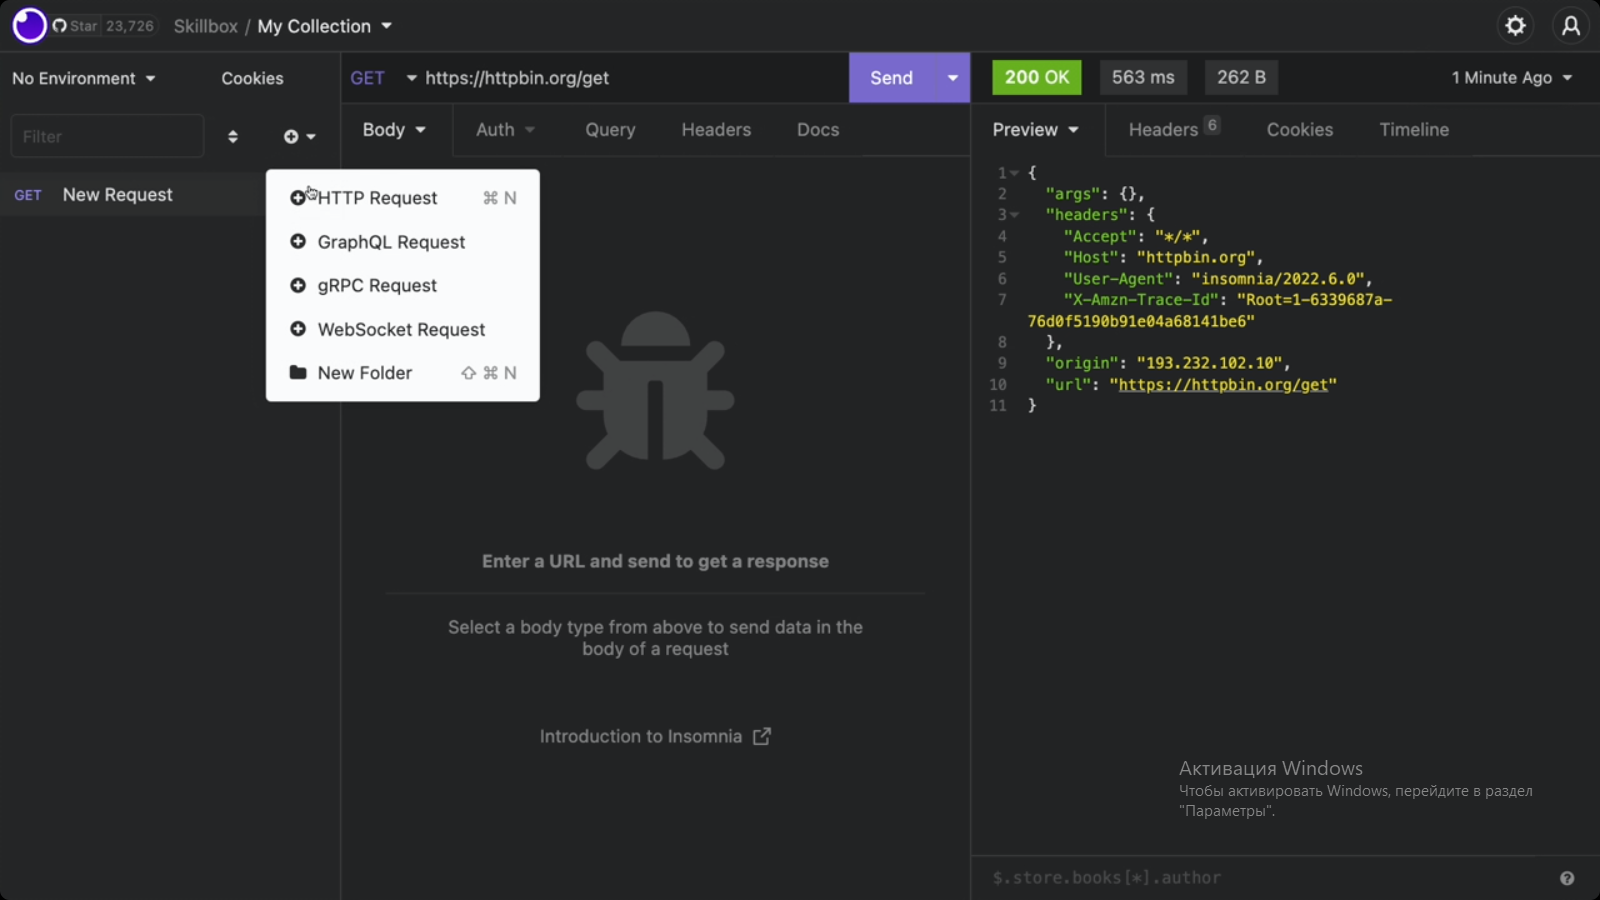 Star 23,726 Skillbox / My Collection
No Environment Cookies
Filter
GET New Request
HTTP Request ⌘ N
GraphQL Request
gRPC Request
WebSocket Request
New Folder ⇧ ⌘ N
GET https://httpbin.org/get Send
Body Auth Query Headers Docs
Enter a URL and send to get a response
Select a body type from above to send data in the
body of a request
Introduction to Insomnia
200 OK 563 ms 262 B 1 Minute Ago
Preview Headers 6 Cookies Timeline
1 {
2 "args": {},
3 "headers": {
4 "Accept": "*/*",
5 "Host": "httpbin.org",
6 "User-Agent": "insomnia/2022.6.0",
7 "X-Amzn-Trace-Id": "Root=1-6339687a-
76d0f5190b91e04a68141be6"
8 },
9 "origin": "193.232.102.10",
10 "url": "https://httpbin.org/get"
11 }
Активация Windows
Чтобы активировать Windows, перейдите в раздел
"Параметры".
$.store.books[*].author